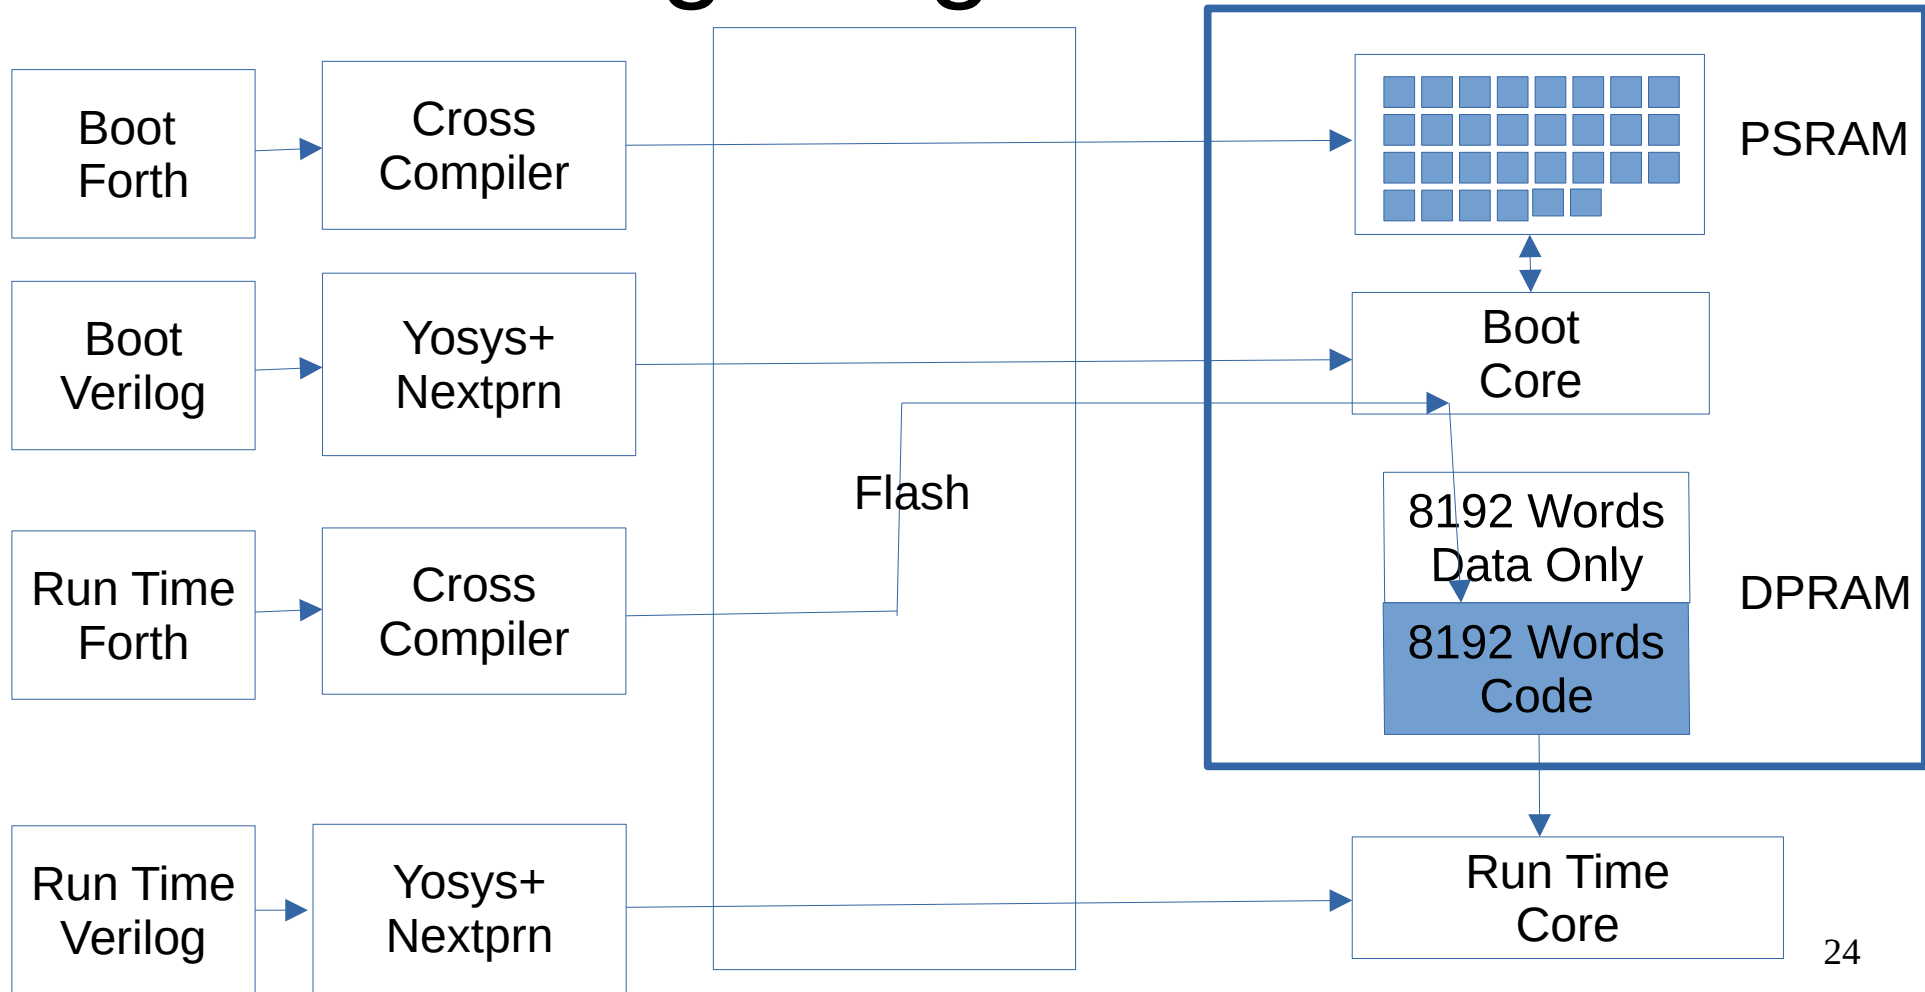 Boot
Forth
Cross
Compiler
PSRAM
Boot
Verilog
Yosys+
Nextprn
Boot
Core
Flash
8192 Words
Data Only
DPRAM
8192 Words
Code
Run Time
Forth
Cross
Compiler
Run Time
Verilog
Yosys+
Nextprn
Run Time
Core
24